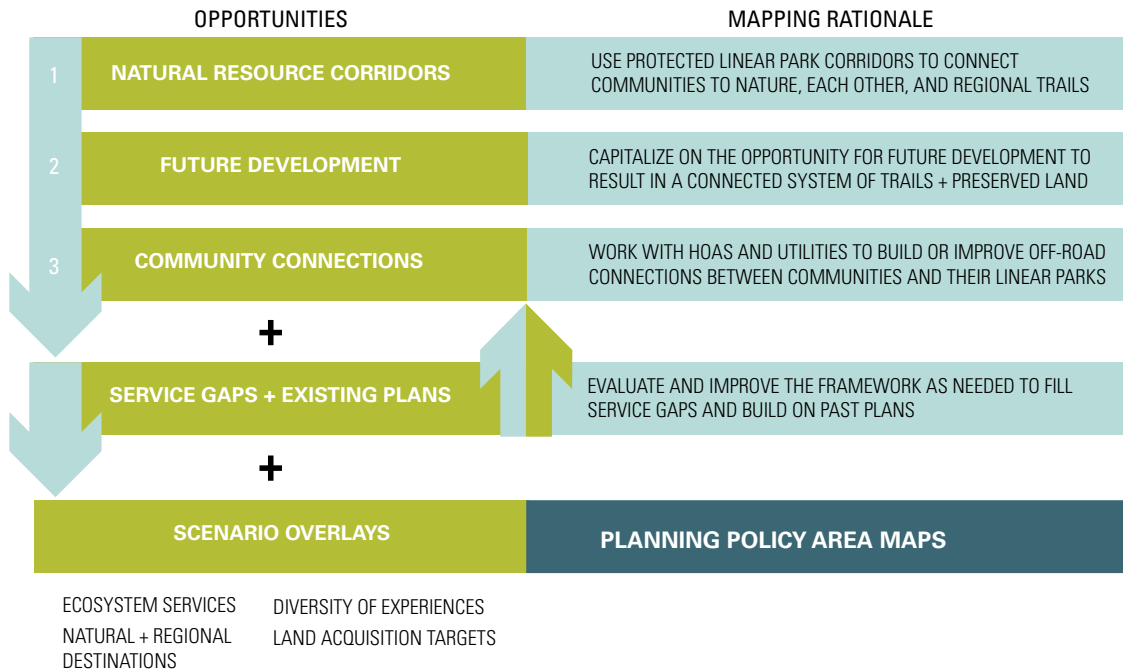 OPPORTUNITIES
MAPPING RATIONALE
1
NATURAL RESOURCE CORRIDORS
USE PROTECTED LINEAR PARK CORRIDORS TO CONNECT
COMMUNITIES TO NATURE, EACH OTHER, AND REGIONAL TRAILS
2
FUTURE DEVELOPMENT
CAPITALIZE ON THE OPPORTUNITY FOR FUTURE DEVELOPMENT TO
RESULT IN A CONNECTED SYSTEM OF TRAILS + PRESERVED LAND
3
COMMUNITY CONNECTIONS
WORK WITH HOAS AND UTILITIES TO BUILD OR IMPROVE OFF-ROAD
CONNECTIONS BETWEEN COMMUNITIES AND THEIR LINEAR PARKS
+
SERVICE GAPS + EXISTING PLANS
EVALUATE AND IMPROVE THE FRAMEWORK AS NEEDED TO FILL
SERVICE GAPS AND BUILD ON PAST PLANS
+
SCENARIO OVERLAYS
PLANNING POLICY AREA MAPS
ECOSYSTEM SERVICES
NATURAL + REGIONAL
DESTINATIONS
DIVERSITY OF EXPERIENCES
LAND ACQUISITION TARGETS